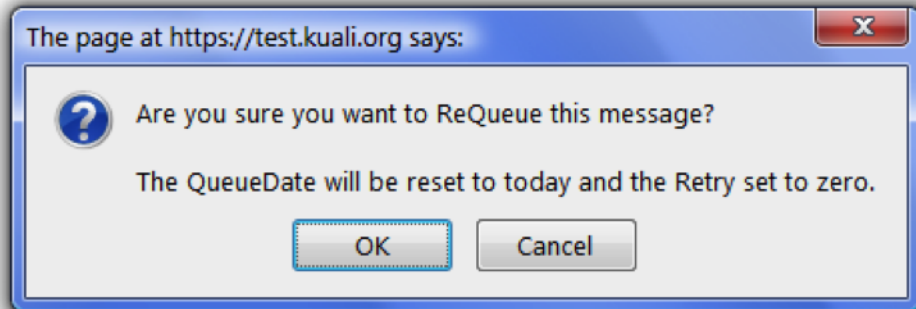 The page at https://test.kuali.org says:
Are you sure you want to ReQueue this message?
The QueueDate will be reset to today and the Retry set to zero.
OK Cancel